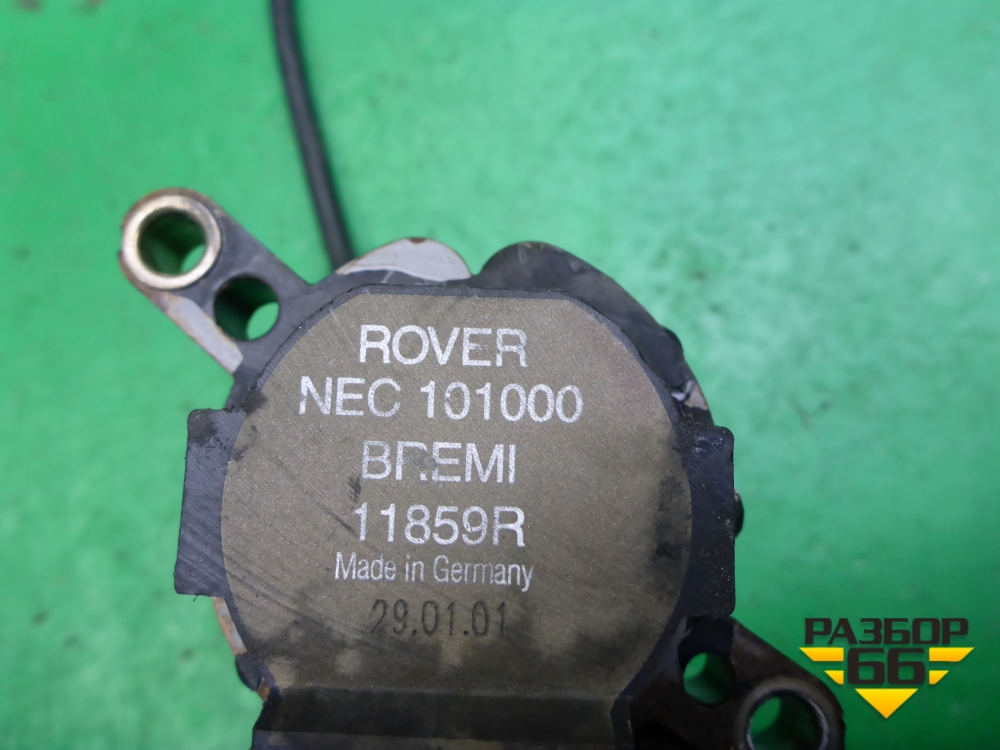 ROVER
NEC 101000
BREMI
11859R
Made in Germany
29.01.01
РАЗБОР
66